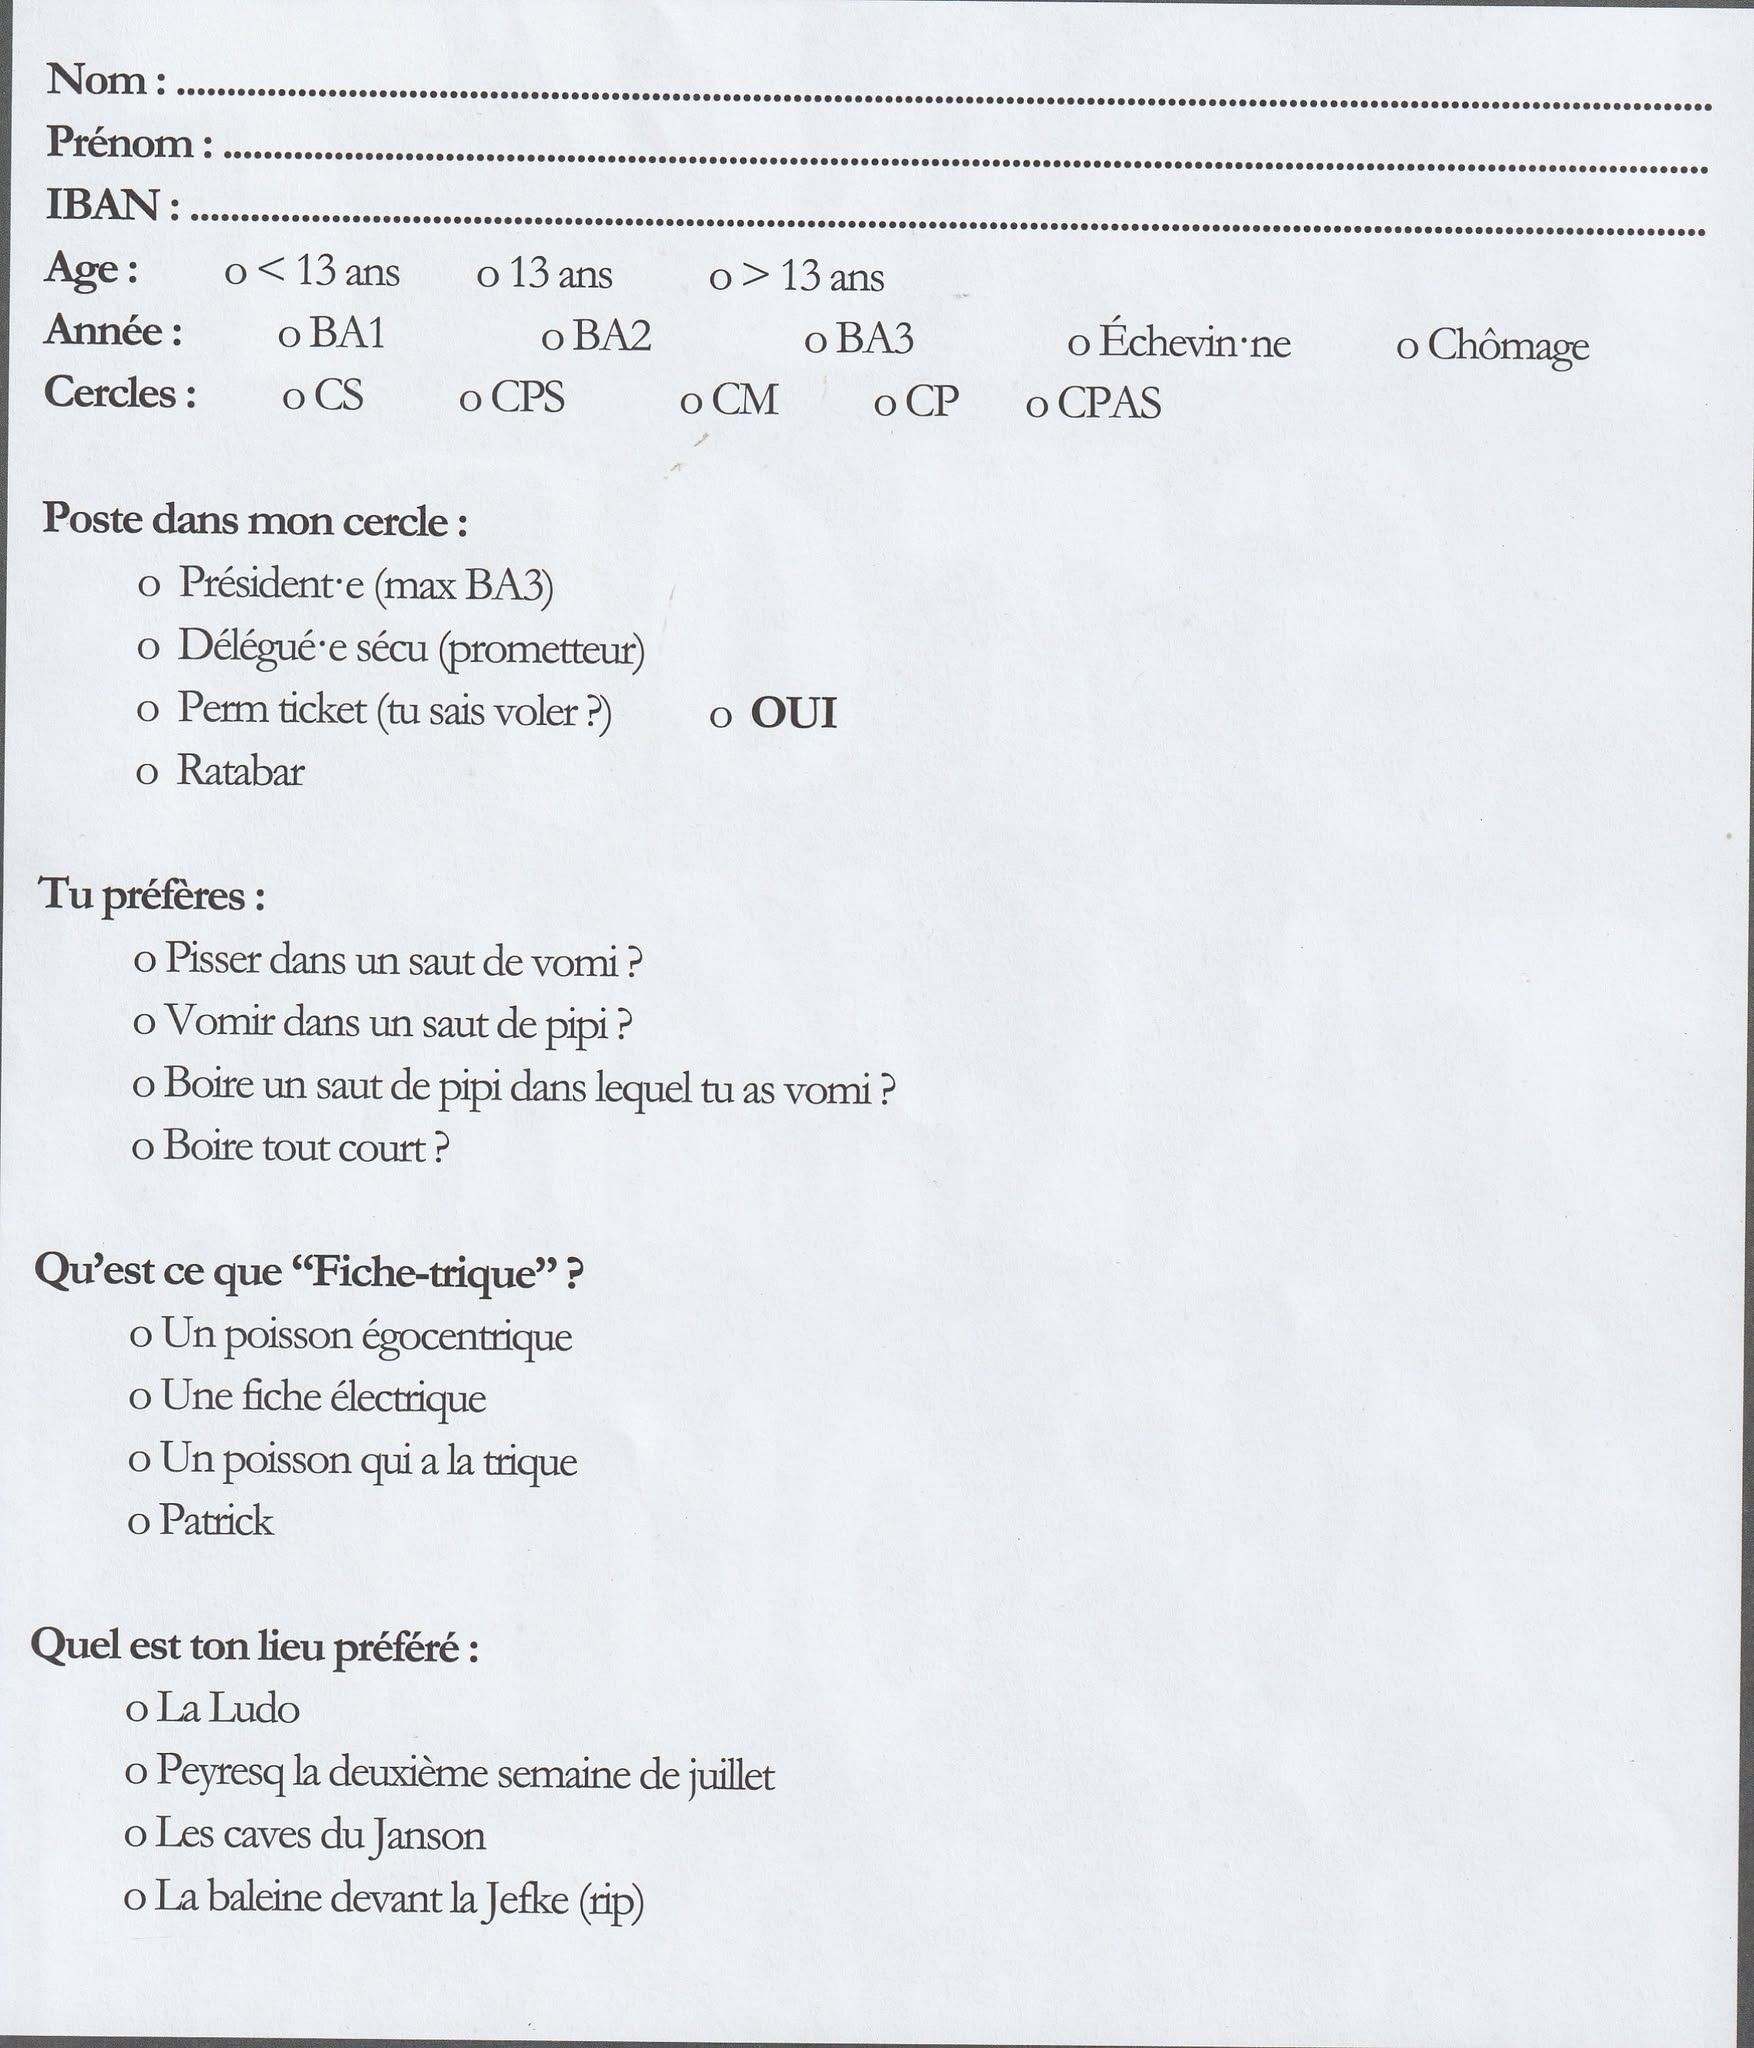 Nom : ..........................................................................................................................................................
Prénom : .....................................................................................................................................................
IBAN : .........................................................................................................................................................
Age : o < 13 ans o 13 ans o > 13 ans
Année : o BA1 o BA2 o BA3 o Échevin·ne o Chômage
Cercles : o CS o CPS o CM o CP o CPAS
Poste dans mon cercle :
o Président·e (max BA3)
o Délégué·e sécu (prometteur)
o Perm ticket (tu sais voler ?) o OUI
o Ratabar
Tu préfères :
o Pisser dans un saut de vomi ?
o Vomir dans un saut de pipi ?
o Boire un saut de pipi dans lequel tu as vomi ?
o Boire tout court ?
Qu’est ce que “Fiche-trique” ?
o Un poisson égocentrique
o Une fiche électrique
o Un poisson qui a la trique
o Patrick
Quel est ton lieu préféré :
o La Ludo
o Peyresq la deuxième semaine de juillet
o Les caves du Janson
o La baleine devant la Jefke (rip)